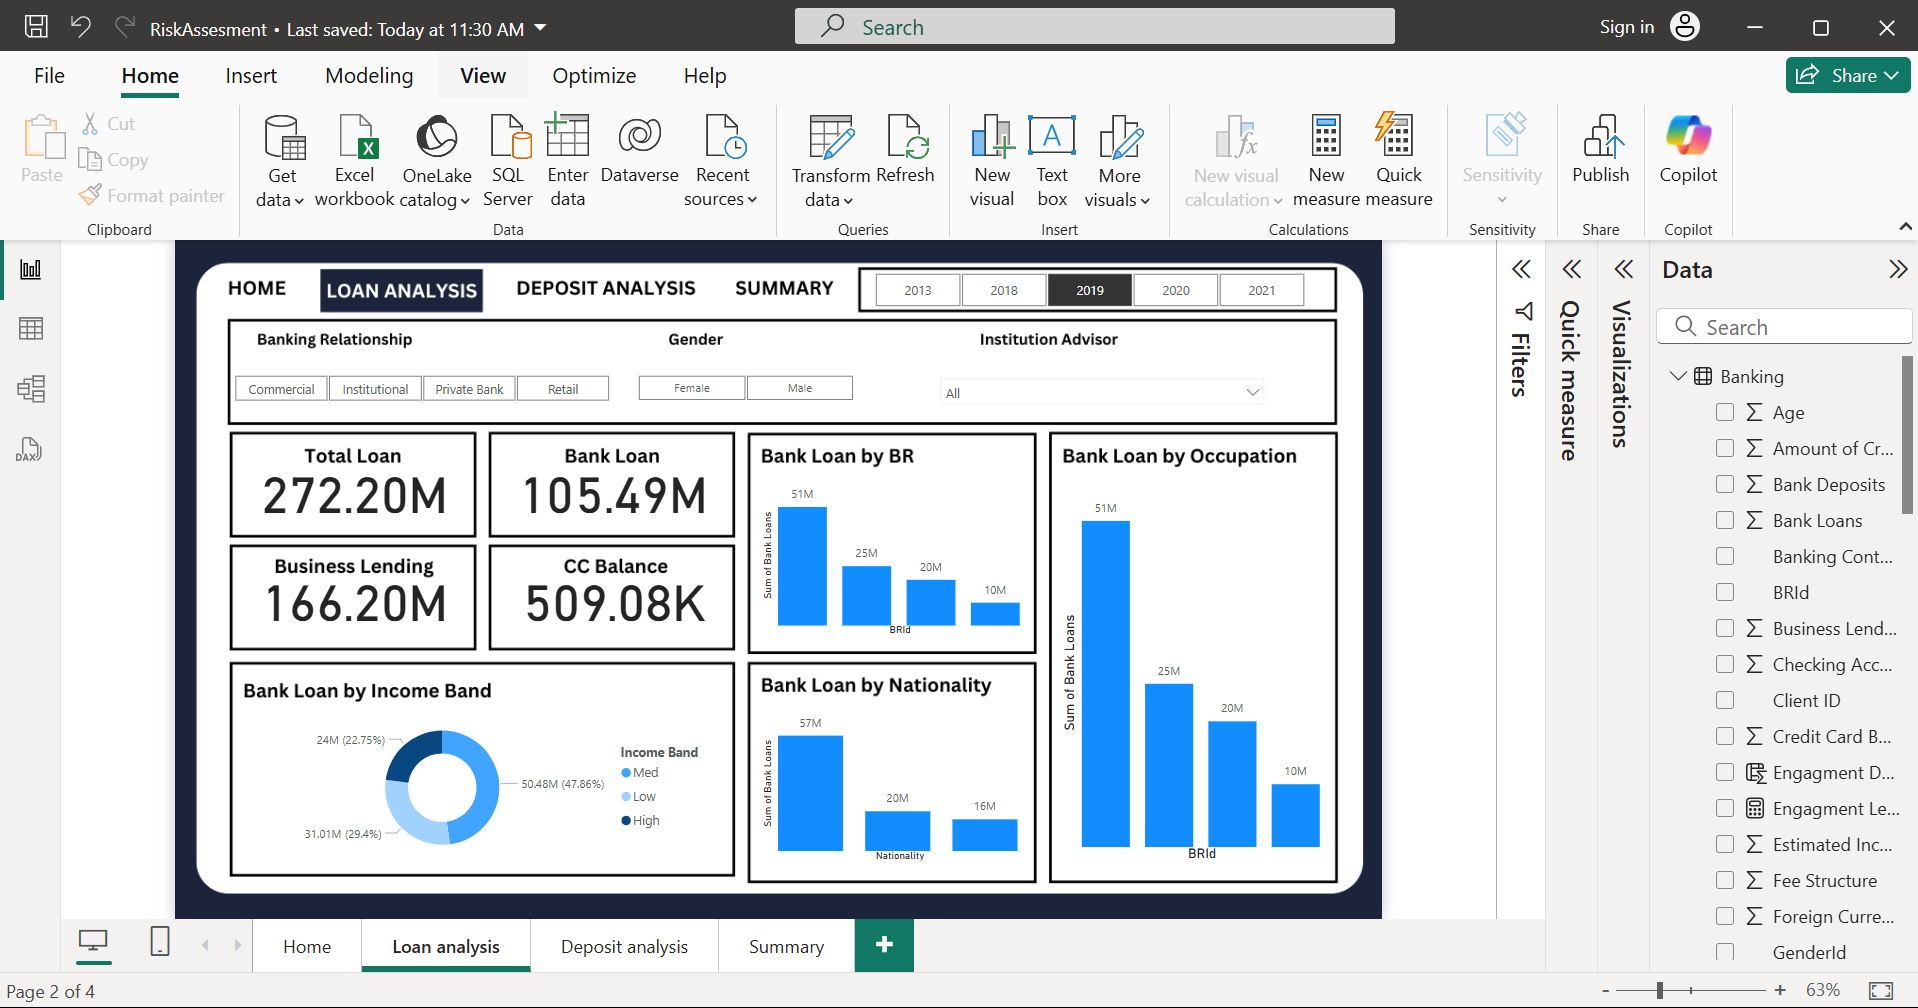 RiskAssesment • Last saved: Today at 11:30 AM
Search
Sign in
File Home Insert Modeling View Optimize Help
Share
Paste
Cut
Copy
Format painter
Clipboard
Get data
Excel workbook
OneLake catalog
SQL Server
Enter data
Dataverse
Recent sources
Data
Transform data
Refresh
Queries
New visual
Text box
More visuals
Insert
New visual calculation
New measure
Quick measure
Calculations
Sensitivity
Sensitivity
Publish
Share
Copilot
Copilot
HOME LOAN ANALYSIS DEPOSIT ANALYSIS SUMMARY
2013 2018 2019 2020 2021
Banking Relationship
Commercial Institutional Private Bank Retail
Gender
Female Male
Institution Advisor
All
Total Loan
272.20M
Bank Loan
105.49M
Business Lending
166.20M
CC Balance
509.08K
Bank Loan by BR
Sum of Bank Loans
51M
25M
20M
10M
BRId
Bank Loan by Occupation
Sum of Bank Loans
51M
25M
20M
10M
BRId
Bank Loan by Income Band
24M (22.75%)
50.48M (47.86%)
31.01M (29.4%)
Income Band
Med
Low
High
Bank Loan by Nationality
Sum of Bank Loans
57M
20M
16M
Nationality
Filters
Quick measure
Visualizations
Data
Search
Banking
Age
Amount of Cr...
Bank Deposits
Bank Loans
Banking Cont...
BRId
Business Lend...
Checking Acc...
Client ID
Credit Card B...
Engagment D...
Engagment Le...
Estimated Inc...
Fee Structure
Foreign Curre...
GenderId
Home Loan analysis Deposit analysis Summary +
Page 2 of 4
- + 63%
DAX
X
A
fx